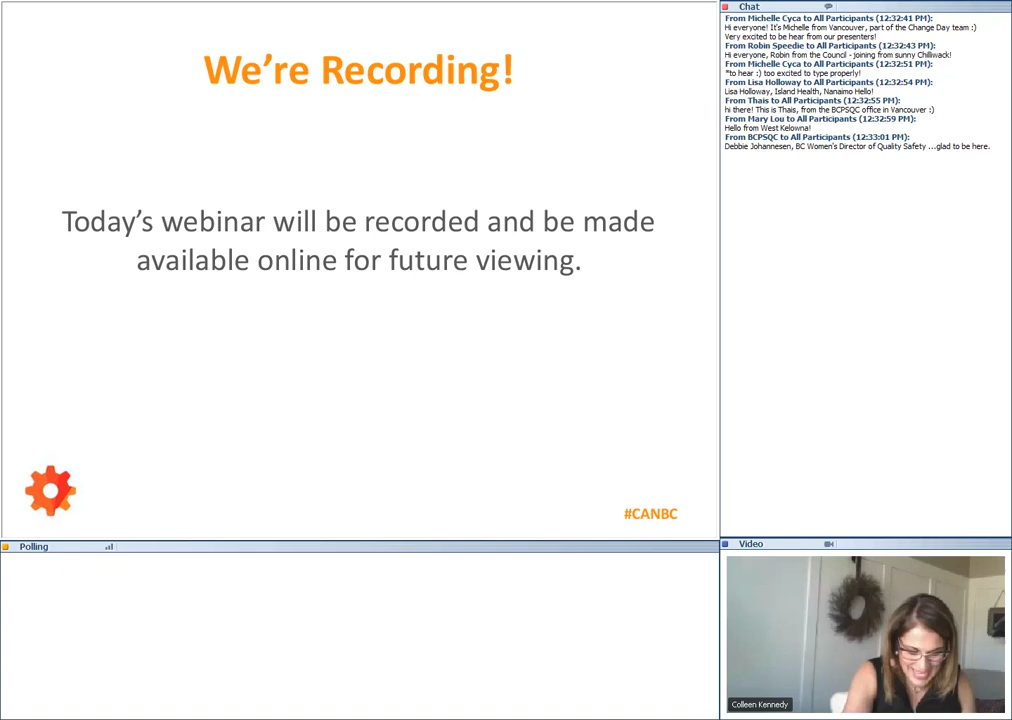 We're Recording!
Today's webinar will be recorded and be made
available online for future viewing.
#CANBC
Polling
Chat
From Michelle Cyca to All Participants (12:32:41 PM):
Hi everyone! It's Michelle from Vancouver, part of the Change Day team :)
Very excited to be hear from our presenters!
From Robin Speedie to All Participants (12:32:43 PM):
Hi everyone, Robin from the Council - joining from sunny Chilliwack!
From Michelle Cyca to All Participants (12:32:51 PM):
*to hear :) too excited to type properly!
From Lisa Holloway to All Participants (12:32:54 PM):
Lisa Holloway, Island Health, Nanaimo Hello!
From Thais to All Participants (12:32:55 PM):
hi there! This is Thais, from the BCPSQC office in Vancouver :)
From Mary Lou to All Participants (12:32:59 PM):
Hello from West Kelowna!
From BCPSQC to All Participants (12:33:01 PM):
Debbie Johannesen, BC Women's Director of Quality Safety ...glad to be here.
Video
Colleen Kennedy